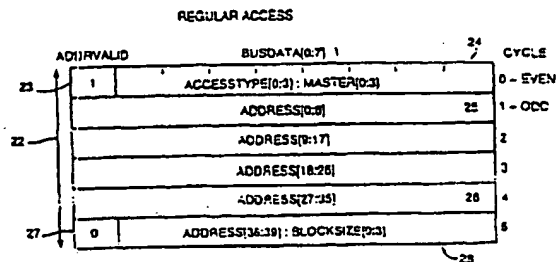 REGULAR ACCESS
ADDRVALID BUSDATA[0:7] 1 24 CYCLE
23 1 ACCESSTYPE[0:3] : MASTER[0:3] 0 - EVEN
ADDRESS[0:8] 25 1 - ODD
22 ADDRESS[9:17] 2
ADDRESS[18:26] 3
ADDRESS[27:35] 26 4
27 0 ADDRESS[36:39] : BLOCKSIZE[0:3] 5
28